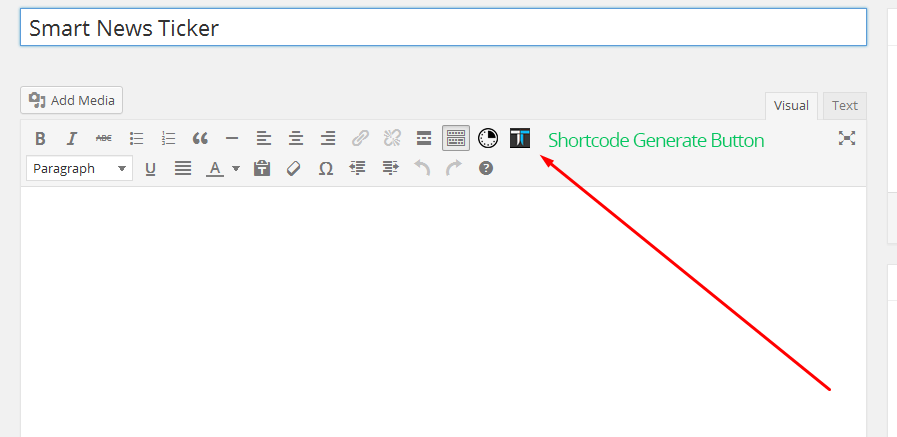 Smart News Ticker
Add Media
Visual Text
B I ABC Shortcode Generate Button
Paragraph U A